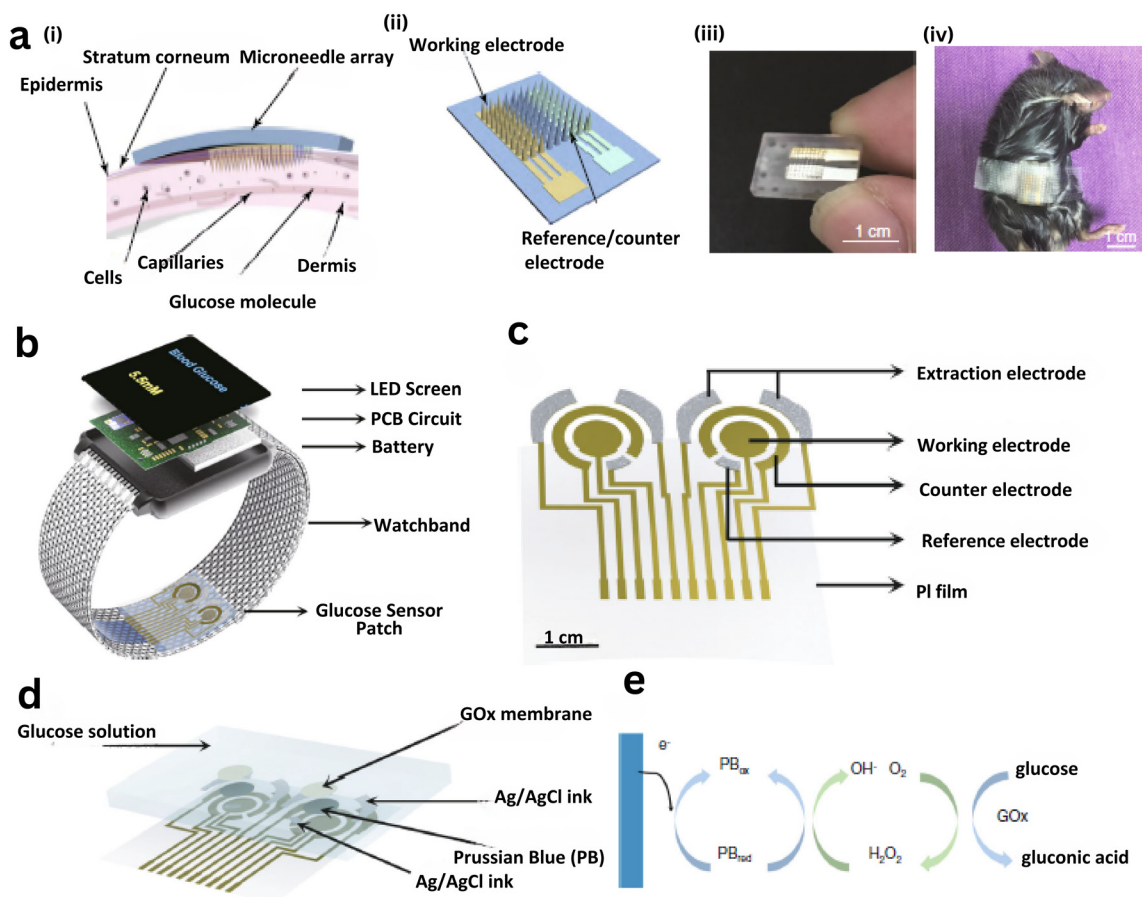 a (i)
Stratum corneum
Microneedle array
Epidermis
Cells
Capillaries
Dermis
Glucose molecule
(ii)
Working electrode
Reference/counter
electrode
(iii)
1 cm
(iv)
1 cm
b
Blood Glucose
5.5mM
LED Screen
PCB Circuit
Battery
Watchband
Glucose Sensor
Patch
c
Extraction electrode
Working electrode
Counter electrode
Reference electrode
Pl film
1 cm
d
Glucose solution
GOx membrane
Ag/AgCl ink
Prussian Blue (PB)
Ag/AgCl ink
e
e-
PBox
PBred
OH- O2
H2O2
glucose
GOx
gluconic acid